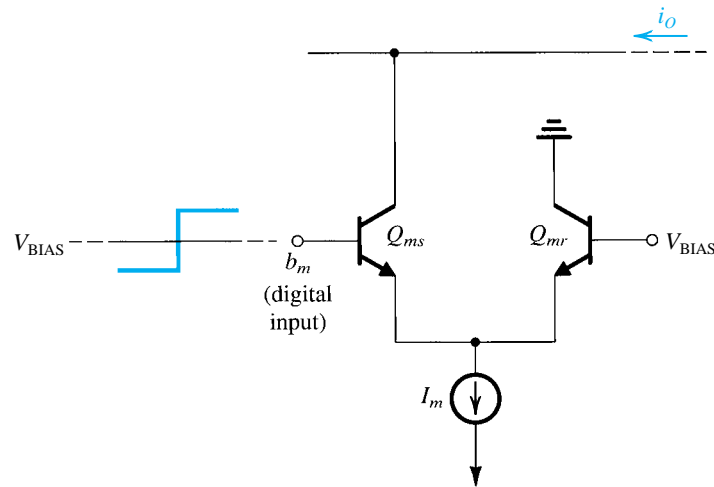 i_O
V_BIAS
b_m
(digital
input)
Q_ms
Q_mr
V_BIAS
I_m